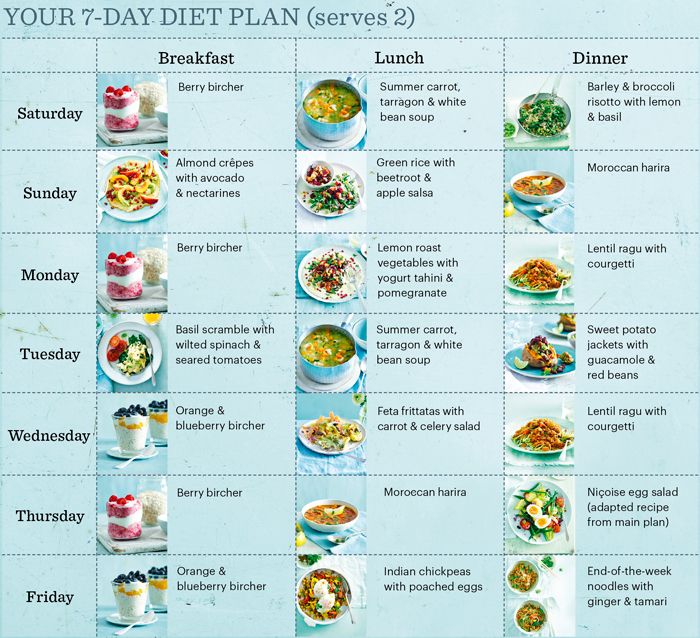 YOUR 7-DAY DIET PLAN (serves 2)
Breakfast
Lunch
Dinner
Saturday
Berry bircher
Summer carrot,
tarragon & white
bean soup
Barley & broccoli
risotto with lemon
& basil
Sunday
Almond crêpes
with avocado
& nectarines
Green rice with
beetroot &
apple salsa
Moroccan harira
Monday
Berry bircher
Lemon roast
vegetables with
yogurt tahini &
pomegranate
Lentil ragu with
courgetti
Tuesday
Basil scramble with
wilted spinach &
seared tomatoes
Summer carrot,
tarragon & white
bean soup
Sweet potato
jackets with
guacamole &
red beans
Wednesday
Orange &
blueberry bircher
Feta frittatas with
carrot & celery salad
Lentil ragu with
courgetti
Thursday
Berry bircher
Moroccan harira
Niçoise egg salad
(adapted recipe
from main plan)
Friday
Orange &
blueberry bircher
Indian chickpeas
with poached eggs
End-of-the-week
noodles with
ginger & tamari